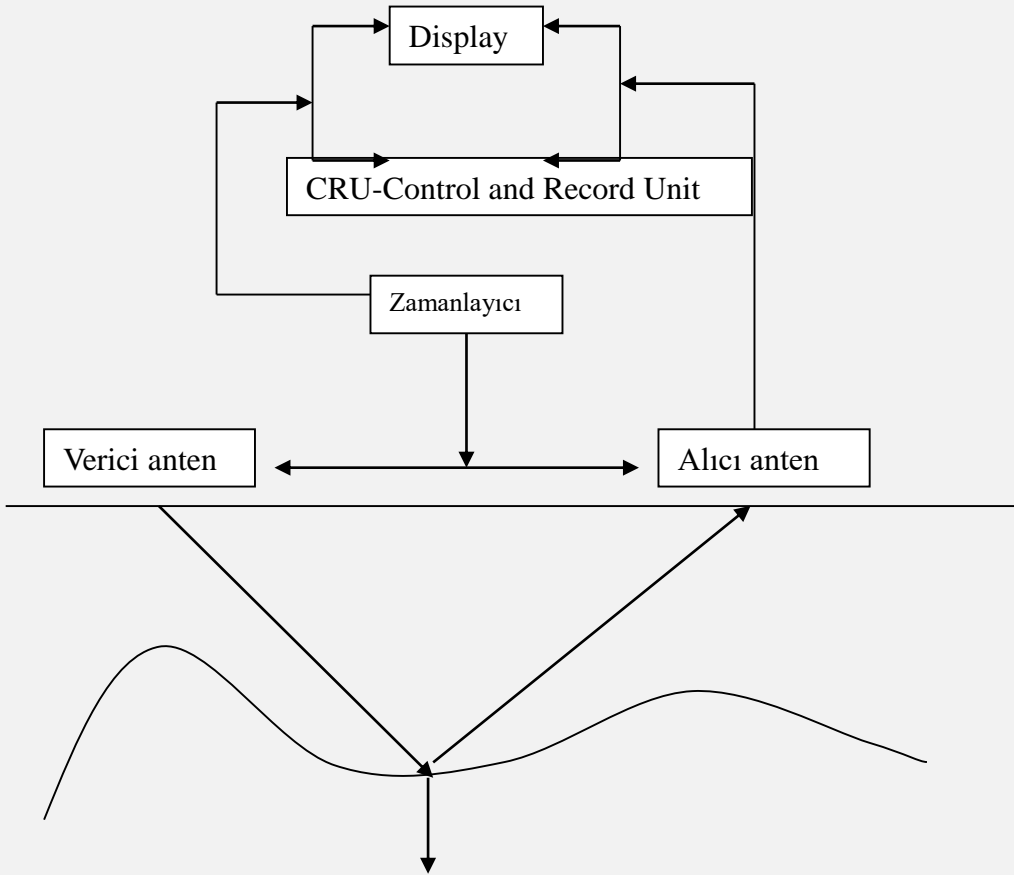 Display
CRU-Control and Record Unit
Zamanlayıcı
Verici anten
Alıcı anten